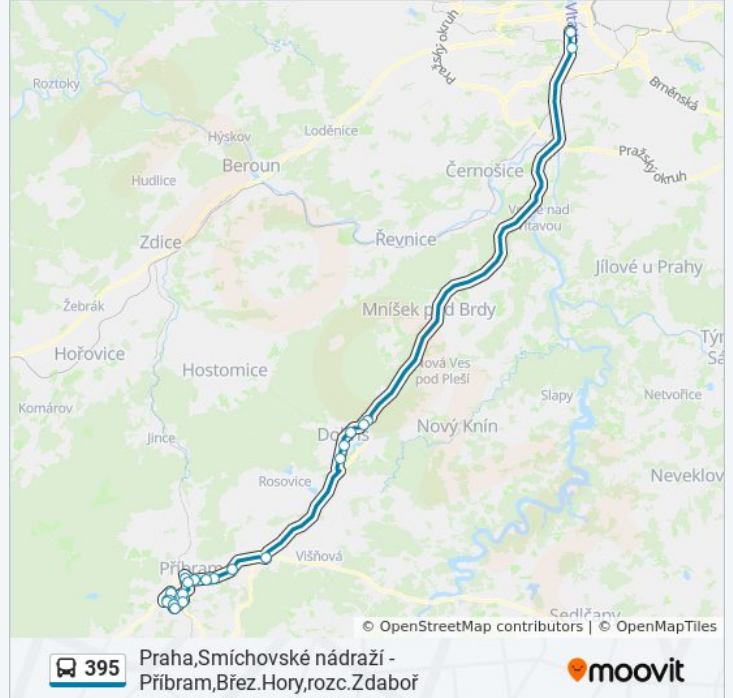 Vltava
Pražský okruh
Brněnská
Roztoky
Hýskov
Loděnice
Beroun
Černošice
Pražský okruh
Hudlice
Zdice
Řevnice
Jílové u Prahy
Žebrák
Mníšek pod Brdy
Hořovice
Hostomice
Nová Ves
pod Pleší
Slapy
Netvořice
Komárov
Jince
Nový Knín
Rosovice
Višňová
Příbram
Sedlčany
© OpenStreetMap contributors | © OpenMapTiles
395
Praha,Smíchovské nádraží -
Příbram,Břez.Hory,rozc.Zdaboř
moovit